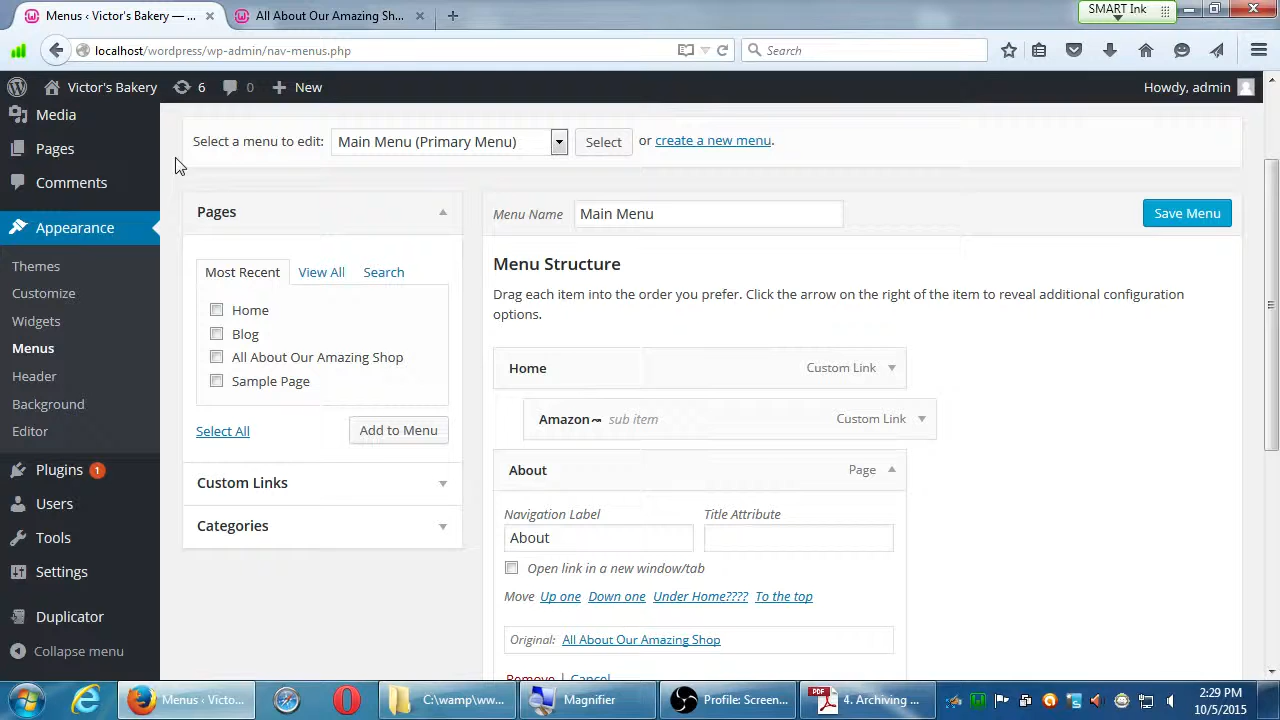 Menus ‹ Victor's Bakery — ...
All About Our Amazing Sh...
SMART Ink
localhost/wordpress/wp-admin/nav-menus.php
Search
Victor's Bakery
6
0
New
Howdy, admin
Media
Pages
Comments
Appearance
Themes
Customize
Widgets
Menus
Header
Background
Editor
Plugins 1
Users
Tools
Settings
Duplicator
Collapse menu
Select a menu to edit: Main Menu (Primary Menu) Select or create a new menu.
Pages
Most Recent View All Search
Home
Blog
All About Our Amazing Shop
Sample Page
Select All Add to Menu
Custom Links
Categories
Menu Name Main Menu Save Menu
Menu Structure
Drag each item into the order you prefer. Click the arrow on the right of the item to reveal additional configuration
options.
Home Custom Link
Amazon sub item Custom Link
About Page
Navigation Label Title Attribute
About
Open link in a new window/tab
Move Up one Down one Under Home???? To the top
Original: All About Our Amazing Shop
Remove | Cancel
Menus ‹ Victo...
C:\wamp\ww...
Magnifier
Profile: Screen...
PDF
4. Archiving ...
2:29 PM
10/5/2015